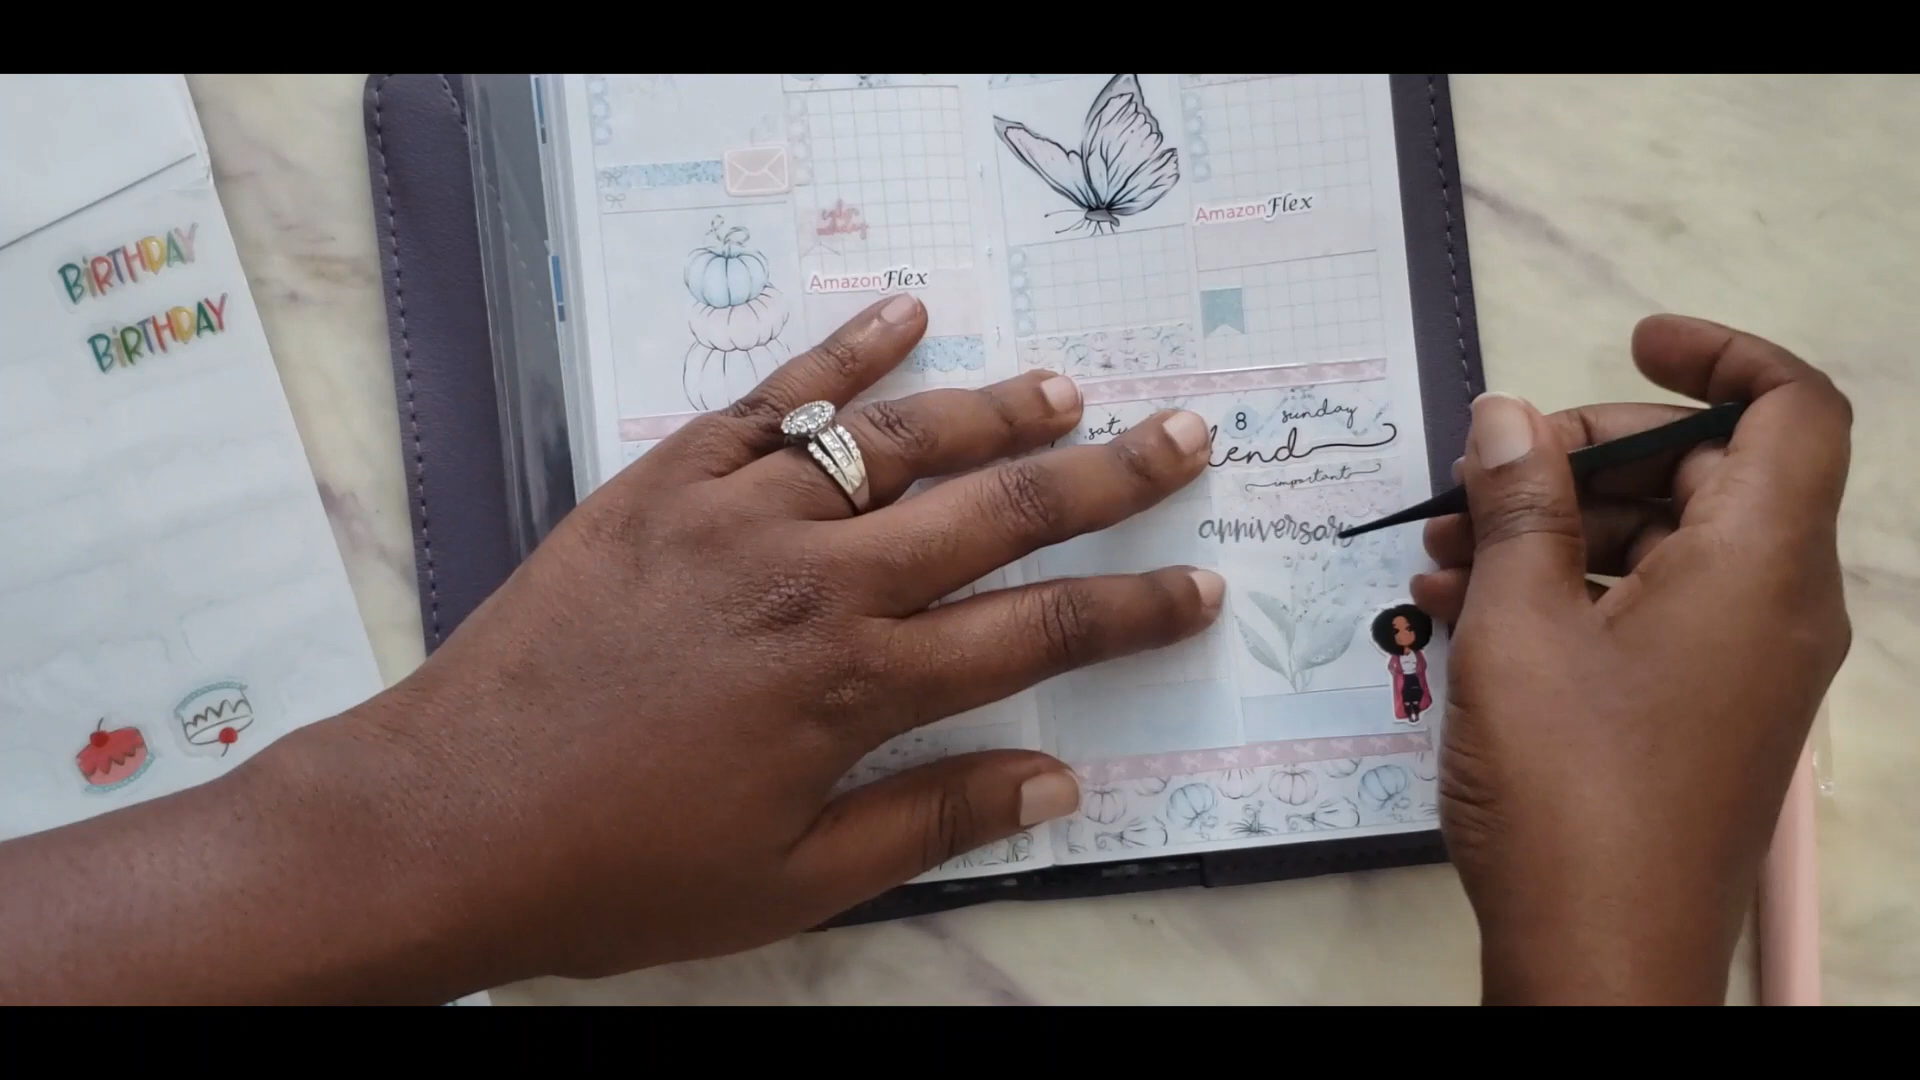 BiRTHDAY
BiRTHDAY
AmazonFlex
AmazonFlex
8
sunday
important
anniversary